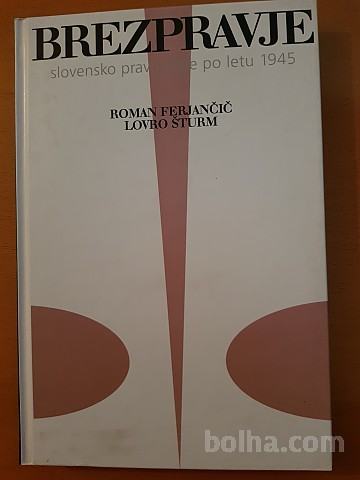 BREZPRAVJE
slovensko po letu 1945
ROMAN FERJANČIČ
LOVRO ŠTURM
bolha.com